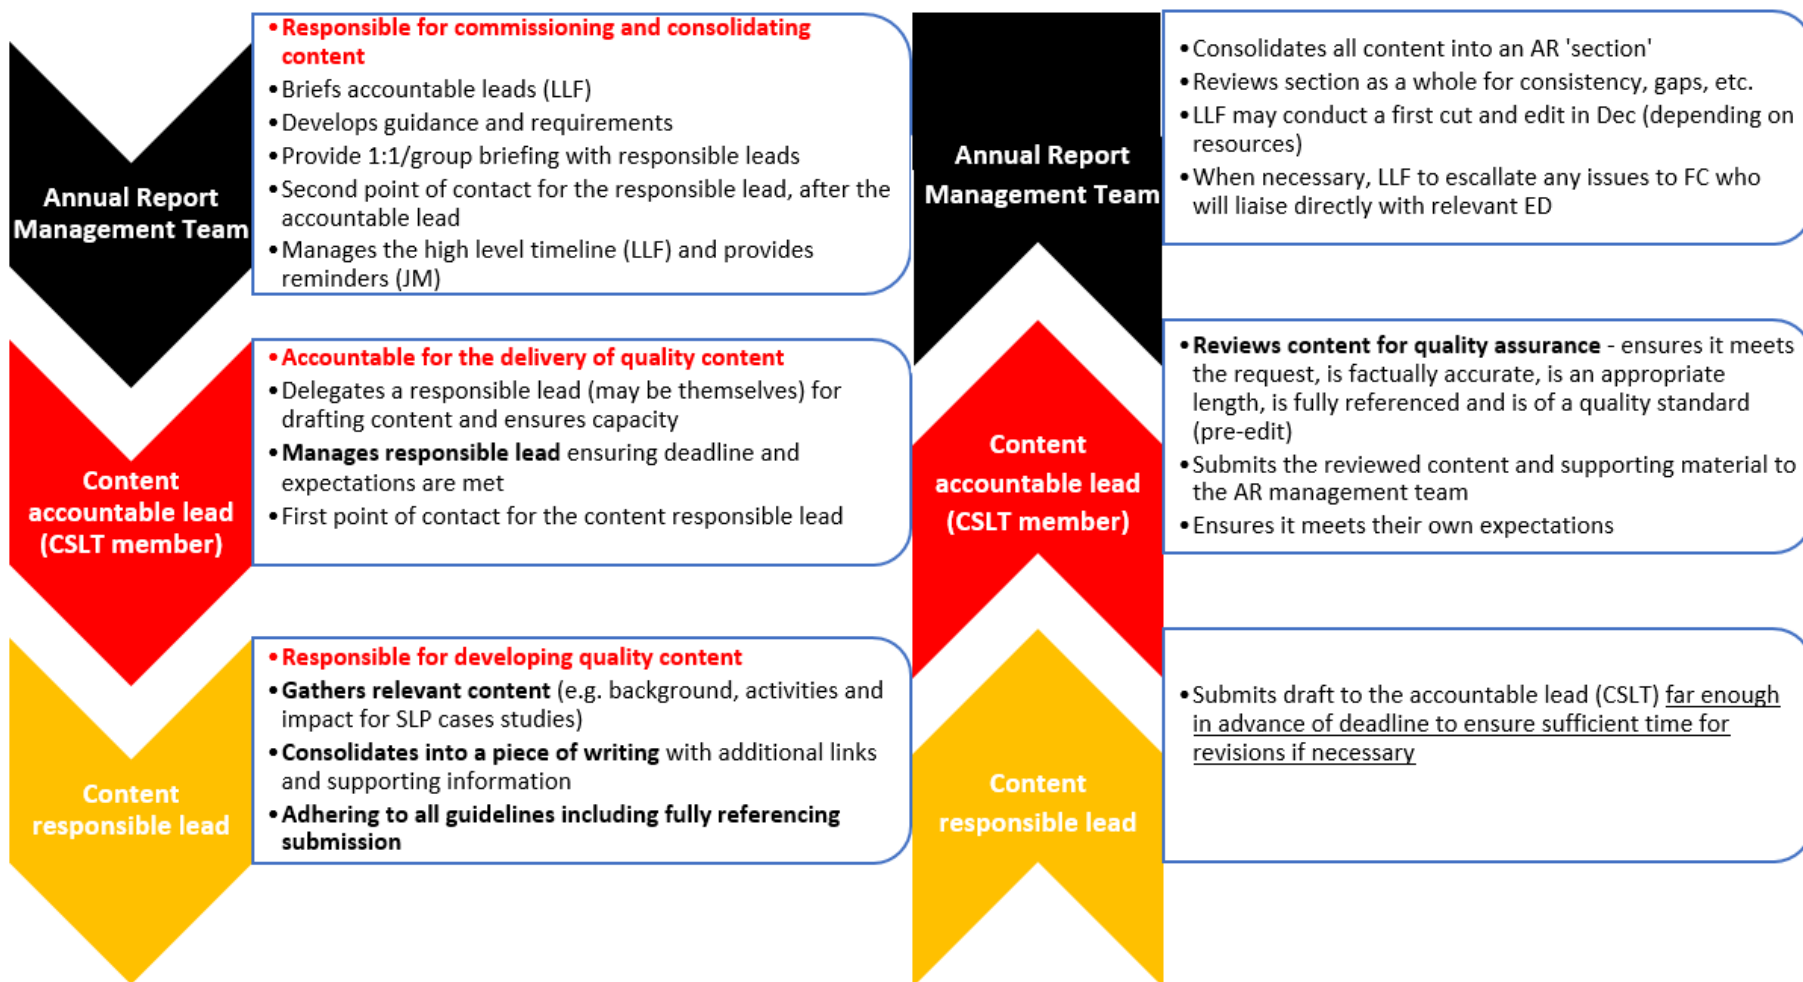 Annual Report
Management Team
• Responsible for commissioning and consolidating
content
• Briefs accountable leads (LLF)
• Develops guidance and requirements
• Provide 1:1/group briefing with responsible leads
• Second point of contact for the responsible lead, after the
accountable lead
• Manages the high level timeline (LLF) and provides
reminders (JM)
Content
accountable lead
(CSLT member)
• Accountable for the delivery of quality content
• Delegates a responsible lead (may be themselves) for
drafting content and ensures capacity
• Manages responsible lead ensuring deadline and
expectations are met
• First point of contact for the content responsible lead
Content
responsible lead
• Responsible for developing quality content
• Gathers relevant content (e.g. background, activities and
impact for SLP cases studies)
• Consolidates into a piece of writing with additional links
and supporting information
• Adhering to all guidelines including fully referencing
submission
Annual Report
Management Team
• Consolidates all content into an AR 'section'
• Reviews section as a whole for consistency, gaps, etc.
• LLF may conduct a first cut and edit in Dec (depending on
resources)
• When necessary, LLF to escallate any issues to FC who
will liaise directly with relevant ED
Content
accountable lead
(CSLT member)
• Reviews content for quality assurance - ensures it meets
the request, is factually accurate, is an appropriate
length, is fully referenced and is of a quality standard
(pre-edit)
• Submits the reviewed content and supporting material to
the AR management team
• Ensures it meets their own expectations
Content
responsible lead
• Submits draft to the accountable lead (CSLT) far enough
in advance of deadline to ensure sufficient time for
revisions if necessary